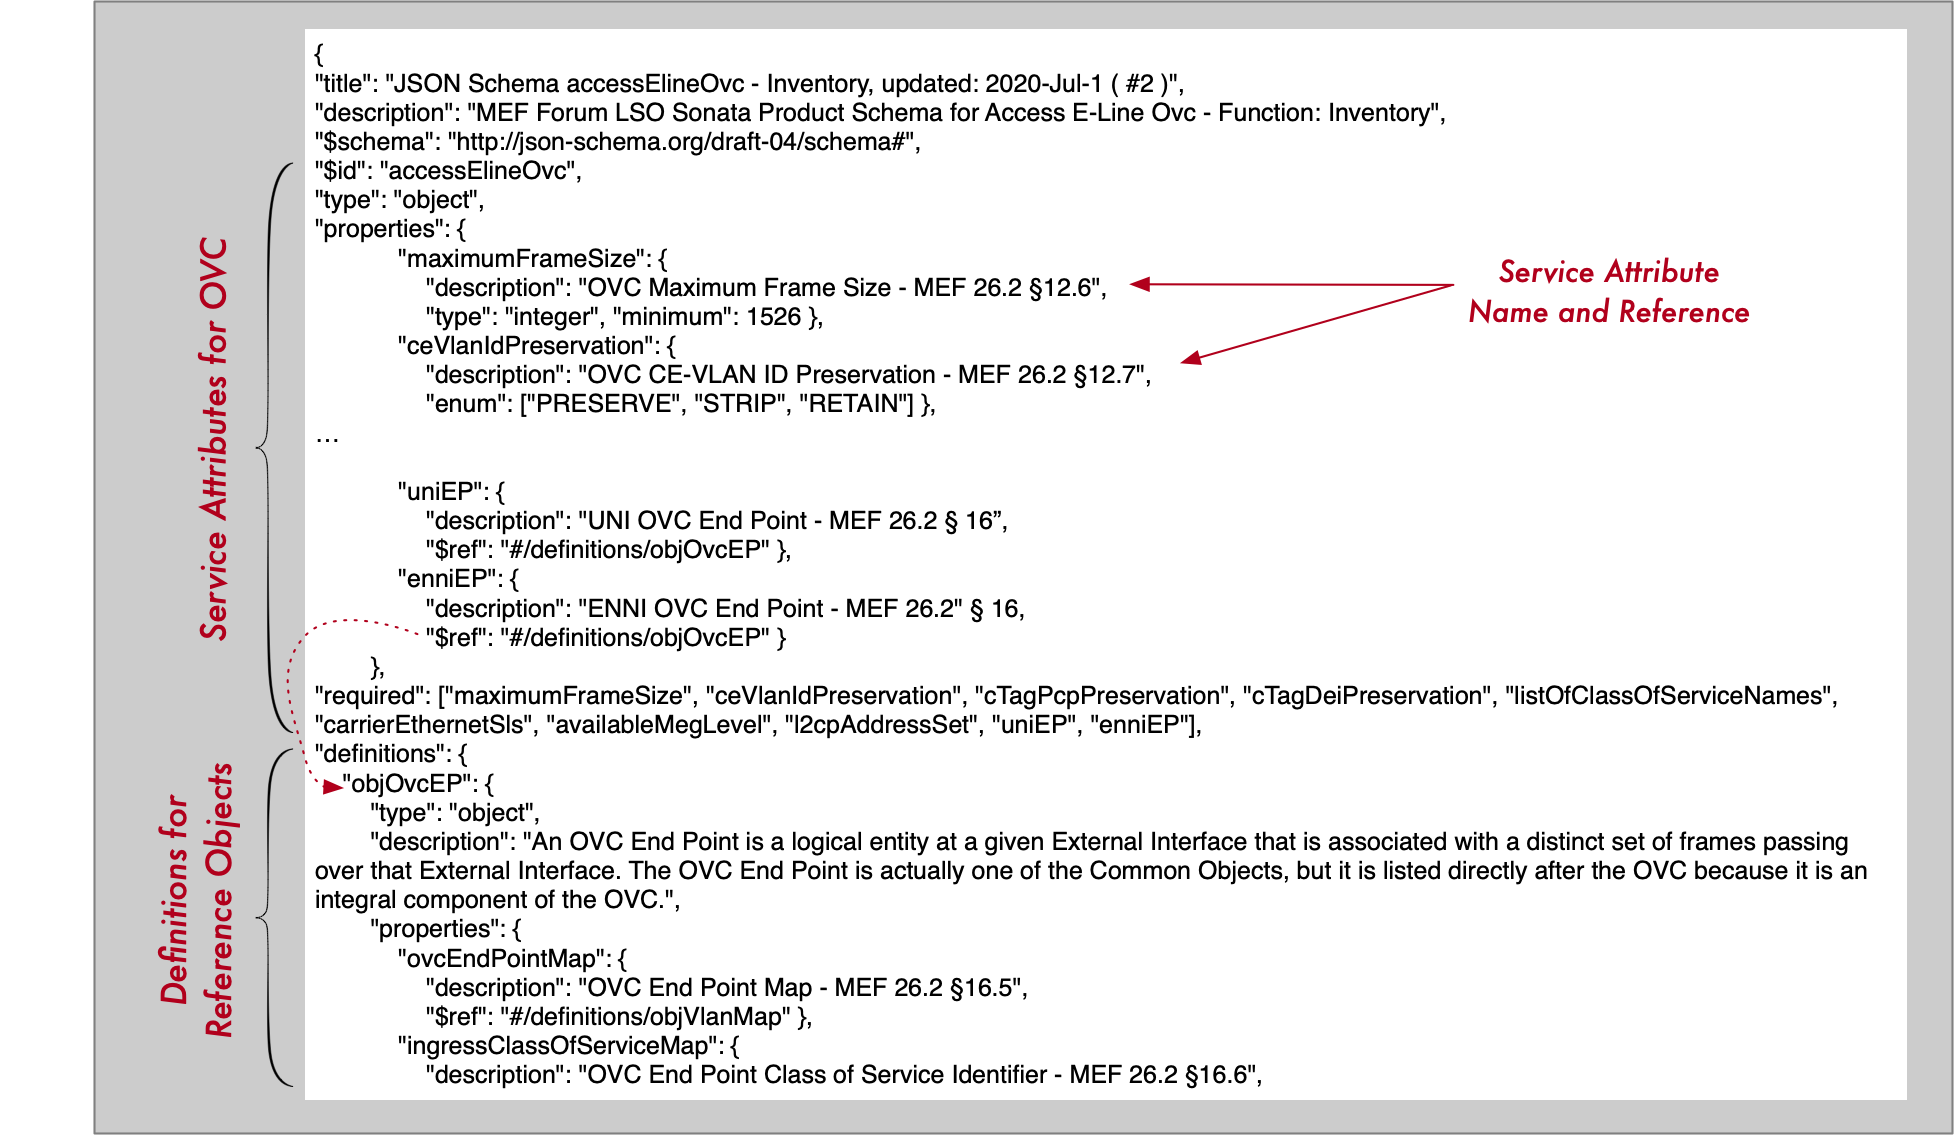 {
"title": "JSON Schema accessElineOvc - Inventory, updated: 2020-Jul-1 ( #2 )",
"description": "MEF Forum LSO Sonata Product Schema for Access E-Line Ovc - Function: Inventory",
"$schema": "http://json-schema.org/draft-04/schema#",
"$id": "accessElineOvc",
"type": "object",
"properties": {
"maximumFrameSize": {
"description": "OVC Maximum Frame Size - MEF 26.2 §12.6",
"type": "integer", "minimum": 1526 },
"ceVlanIdPreservation": {
"description": "OVC CE-VLAN ID Preservation - MEF 26.2 §12.7",
"enum": ["PRESERVE", "STRIP", "RETAIN"] },
...
"uniEP": {
"description": "UNI OVC End Point - MEF 26.2 § 16”,
"$ref": "#/definitions/objOvcEP" },
"enniEP": {
"description": "ENNI OVC End Point - MEF 26.2" § 16,
"$ref": "#/definitions/objOvcEP" }
},
"required": ["maximumFrameSize", "ceVlanIdPreservation", "cTagPcpPreservation", "cTagDeiPreservation", "listOfClassOfServiceNames",
"carrierEthernetSls", "availableMegLevel", "l2cpAddressSet", "uniEP", "enniEP"],
"definitions": {
"objOvcEP": {
"type": "object",
"description": "An OVC End Point is a logical entity at a given External Interface that is associated with a distinct set of frames passing
over that External Interface. The OVC End Point is actually one of the Common Objects, but it is listed directly after the OVC because it is an
integral component of the OVC.",
"properties": {
"ovcEndPointMap": {
"description": "OVC End Point Map - MEF 26.2 §16.5",
"$ref": "#/definitions/objVlanMap" },
"ingressClassOfServiceMap": {
"description": "OVC End Point Class of Service Identifier - MEF 26.2 §16.6",
Service Attributes for OVC
Definitions for
Reference Objects
Service Attribute
Name and Reference